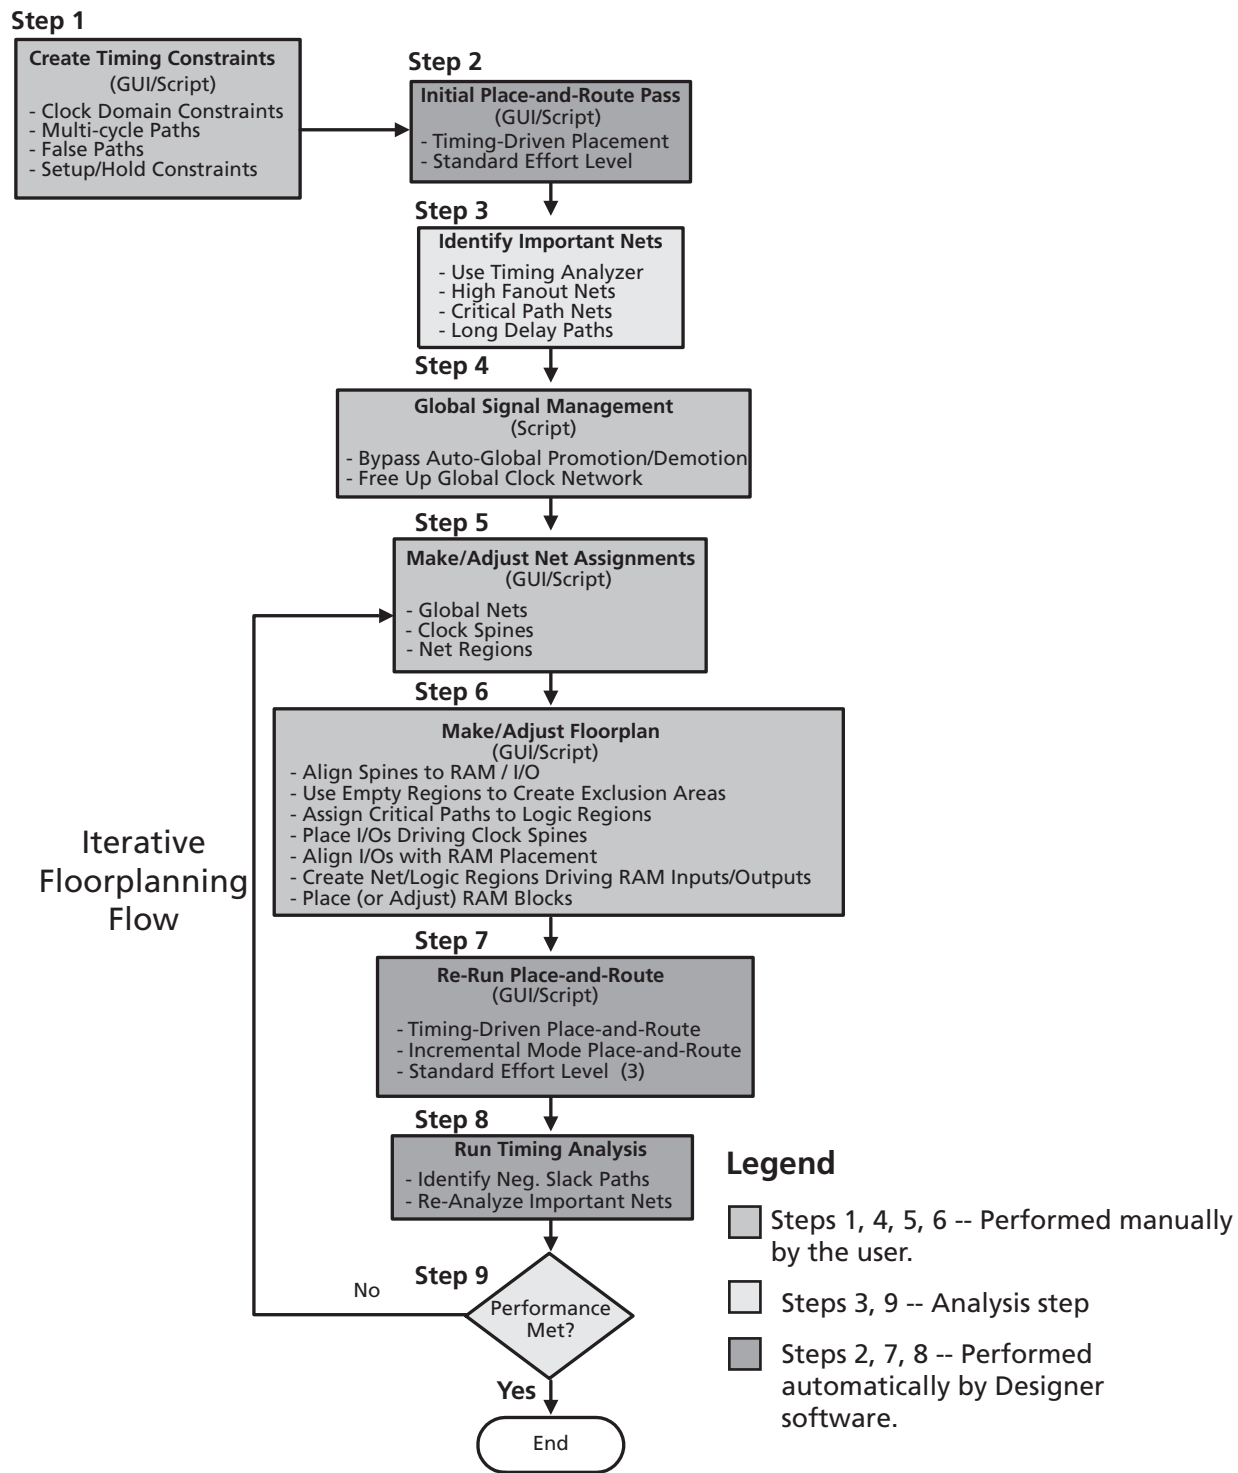 Step 1
Create Timing Constraints
(GUI/Script)
- Clock Domain Constraints
- Multi-cycle Paths
- False Paths
- Setup/Hold Constraints
Step 2
Initial Place-and-Route Pass
(GUI/Script)
- Timing-Driven Placement
- Standard Effort Level
Step 3
Identify Important Nets
- Use Timing Analyzer
- High Fanout Nets
- Critical Path Nets
- Long Delay Paths
Step 4
Global Signal Management
(Script)
- Bypass Auto-Global Promotion/Demotion
- Free Up Global Clock Network
Step 5
Make/Adjust Net Assignments
(GUI/Script)
- Global Nets
- Clock Spines
- Net Regions
Step 6
Make/Adjust Floorplan
(GUI/Script)
- Align Spines to RAM / I/O
- Use Empty Regions to Create Exclusion Areas
- Assign Critical Paths to Logic Regions
- Place I/Os Driving Clock Spines
- Align I/Os with RAM Placement
- Create Net/Logic Regions Driving RAM Inputs/Outputs
- Place (or Adjust) RAM Blocks
Iterative
Floorplanning
Flow
Step 7
Re-Run Place-and-Route
(GUI/Script)
- Timing-Driven Place-and-Route
- Incremental Mode Place-and-Route
- Standard Effort Level (3)
Step 8
Run Timing Analysis
- Identify Neg. Slack Paths
- Re-Analyze Important Nets
Step 9
Performance
Met?
No
Yes
End
Legend
Steps 1, 4, 5, 6 -- Performed manually
by the user.
Steps 3, 9 -- Analysis step
Steps 2, 7, 8 -- Performed
automatically by Designer
software.